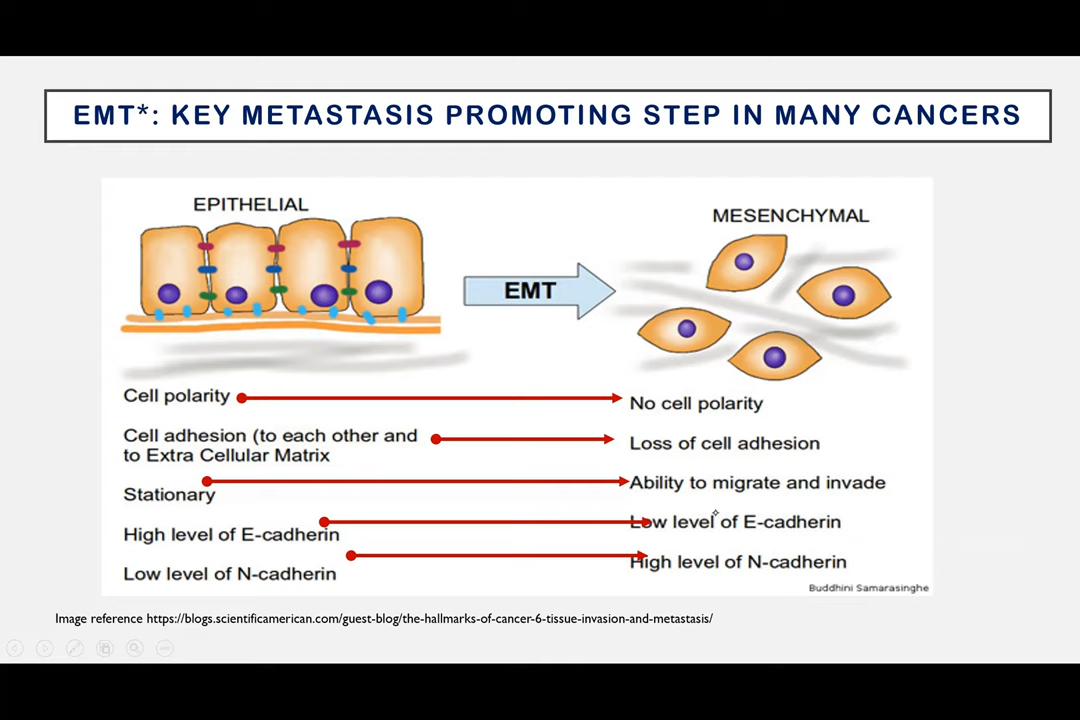 EMT*: KEY METASTASIS PROMOTING STEP IN MANY CANCERS
EPITHELIAL
MESENCHYMAL
EMT
Cell polarity
No cell polarity
Cell adhesion (to each other and
to Extra Cellular Matrix
Loss of cell adhesion
Stationary
Ability to migrate and invade
High level of E-cadherin
Low level of E-cadherin
Low level of N-cadherin
High level of N-cadherin
Buddhini Samarasinghe
Image reference https://blogs.scientificamerican.com/guest-blog/the-hallmarks-of-cancer-6-tissue-invasion-and-metastasis/